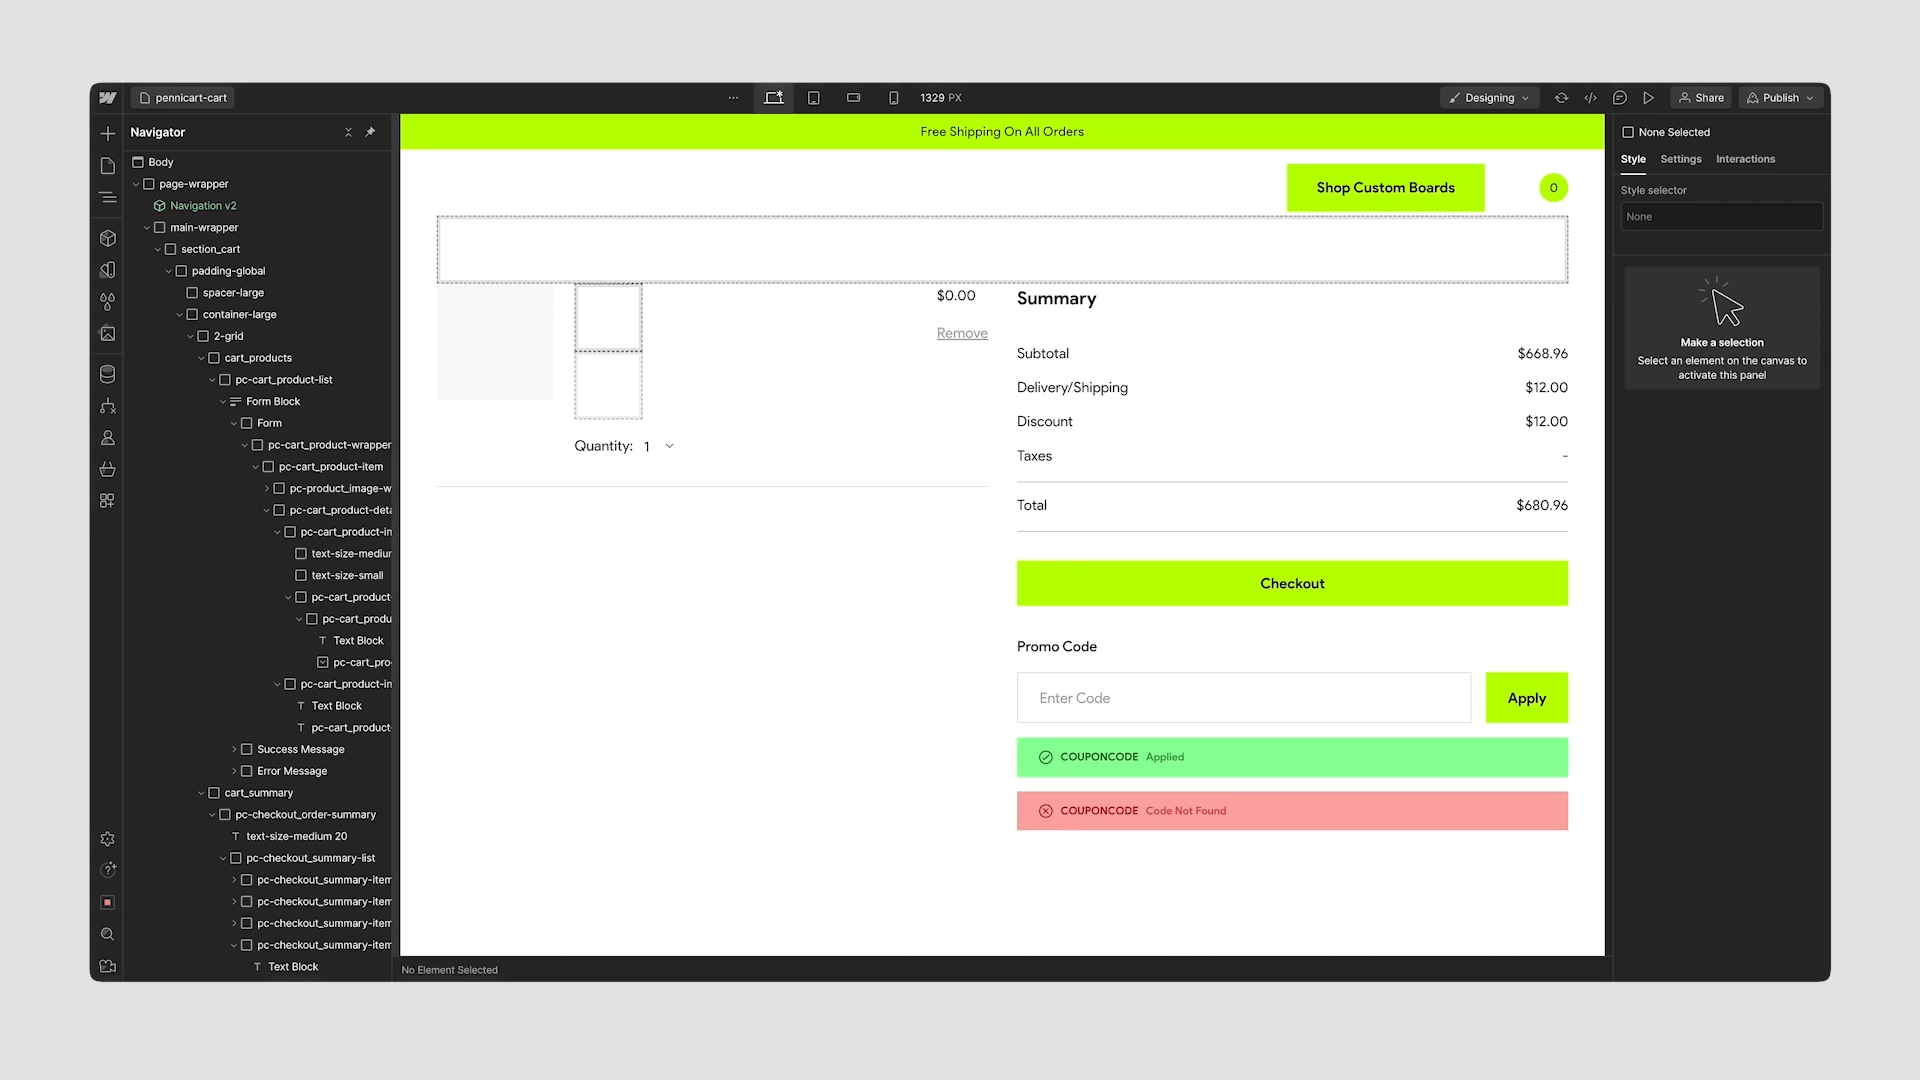 pennicart-cart
1329 PX
Designing
Share
Publish
Navigator
Body
page-wrapper
Navigation v2
main-wrapper
section_cart
padding-global
spacer-large
container-large
2-grid
cart_products
pc-cart_product-list
Form Block
Form
pc-cart_product-wrapper
pc-cart_product-item
pc-product_image-w
pc-cart_product-deta
pc-cart_product-in
text-size-medium
text-size-small
pc-cart_product-
pc-cart_produ
Text Block
pc-cart_pro
pc-cart_product-in
Text Block
pc-cart_product-
Success Message
Error Message
cart_summary
pc-checkout_order-summary
text-size-medium 20
pc-checkout_summary-list
pc-checkout_summary-item
pc-checkout_summary-item
pc-checkout_summary-item
pc-checkout_summary-item
Text Block
Free Shipping On All Orders
Shop Custom Boards
0
$0.00
Remove
Quantity: 1
Summary
Subtotal $668.96
Delivery/Shipping $12.00
Discount $12.00
Taxes -
Total $680.96
Checkout
Promo Code
Enter Code
Apply
COUPONCODE Applied
COUPONCODE Code Not Found
No Element Selected
None Selected
Style Settings Interactions
Style selector
None
Make a selection
Select an element on the canvas to
activate this panel